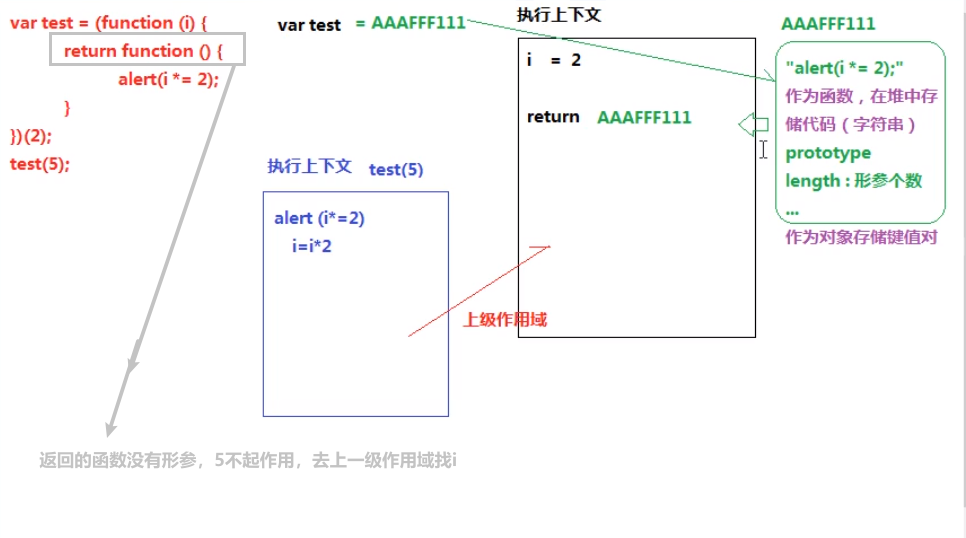 var test = (function (i) {
return function () {
alert(i *= 2);
}
})(2);
test(5);
var test = AAAFFF111
执行上下文
i = 2
return AAAFFF111
AAAFFF111
"alert(i *= 2);"
作为函数，在堆中存
储代码（字符串）
prototype
length : 形参个数
...
作为对象存储键值对
执行上下文 test(5)
alert (i*=2)
i=i*2
上级作用域
返回的函数没有形参，5不起作用，去上一级作用域找i